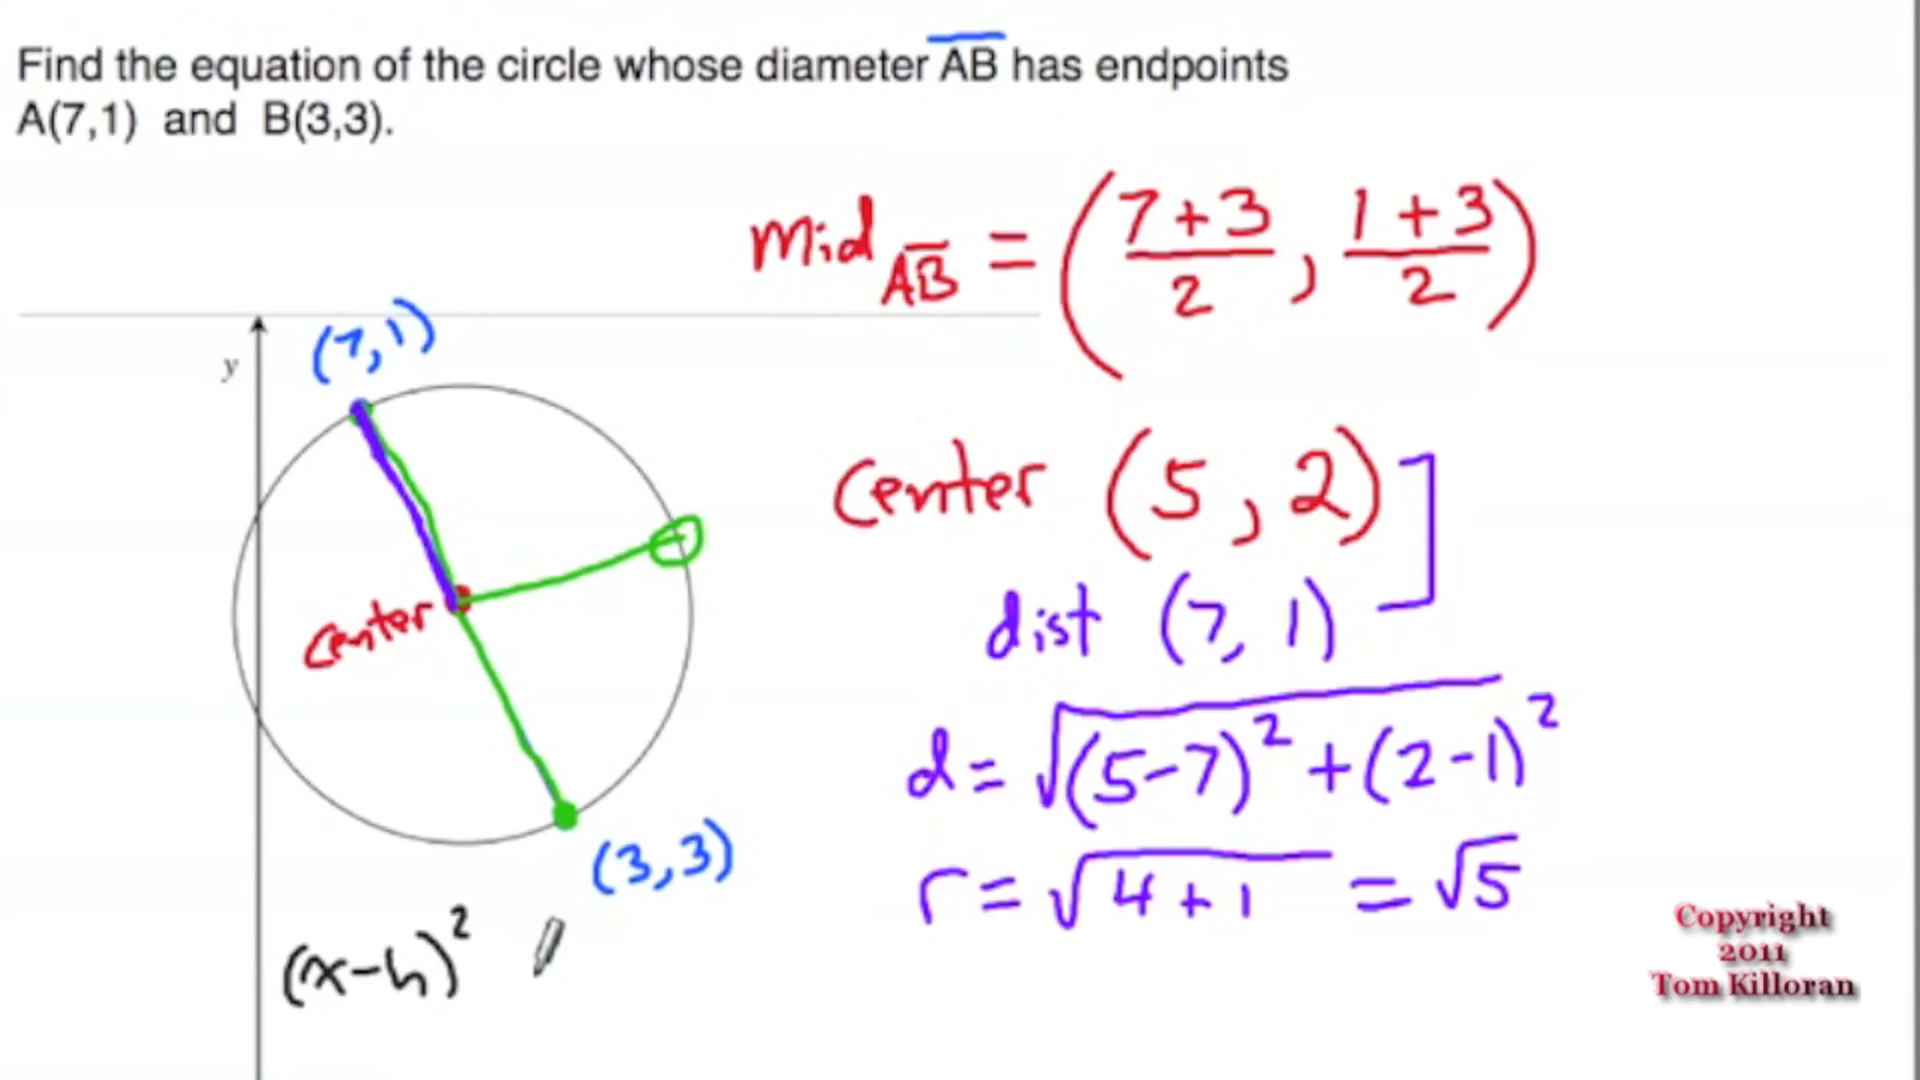 Find the equation of the circle whose diameter A̅B̅ has endpoints
A(7,1) and B(3,3).
Mid A̅B̅ = ( (7+3)/2 , (1+3)/2 )
(7,1)
y
center (5,2)
center
dist (7,1)
d = √((5-7)² + (2-1)²)
(3,3)
r = √(4+1) = √5
(x-h)²
Copyright
2011
Tom Killoran